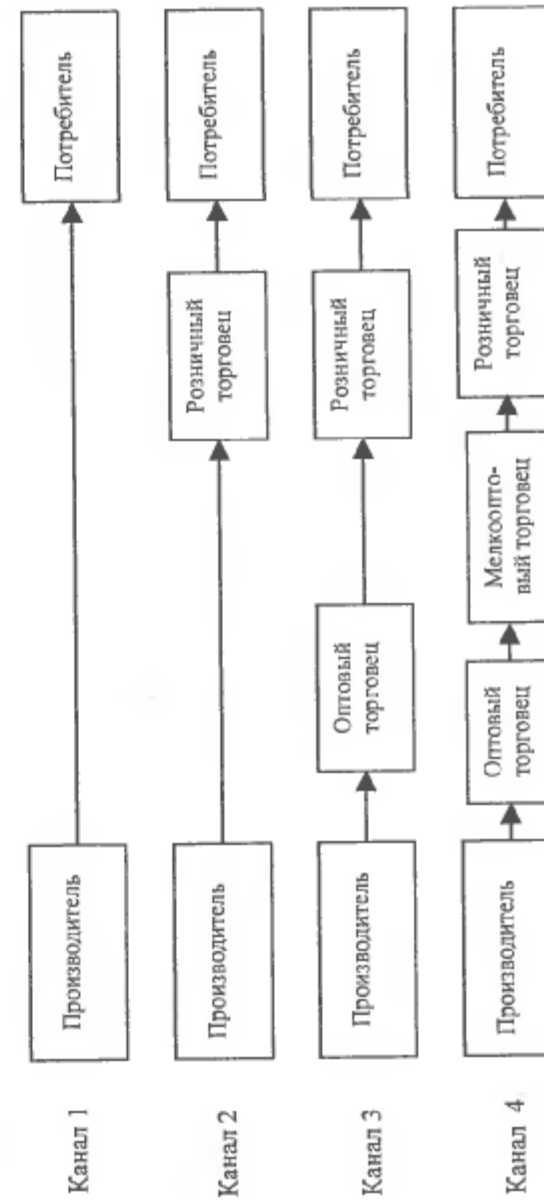 Канал 1
Производитель
Потребитель
Канал 2
Производитель
Розничный
торговец
Потребитель
Канал 3
Производитель
Оптовый
торговец
Розничный
торговец
Потребитель
Канал 4
Производитель
Оптовый
торговец
Мелкоопто-
вый торговец
Розничный
торговец
Потребитель